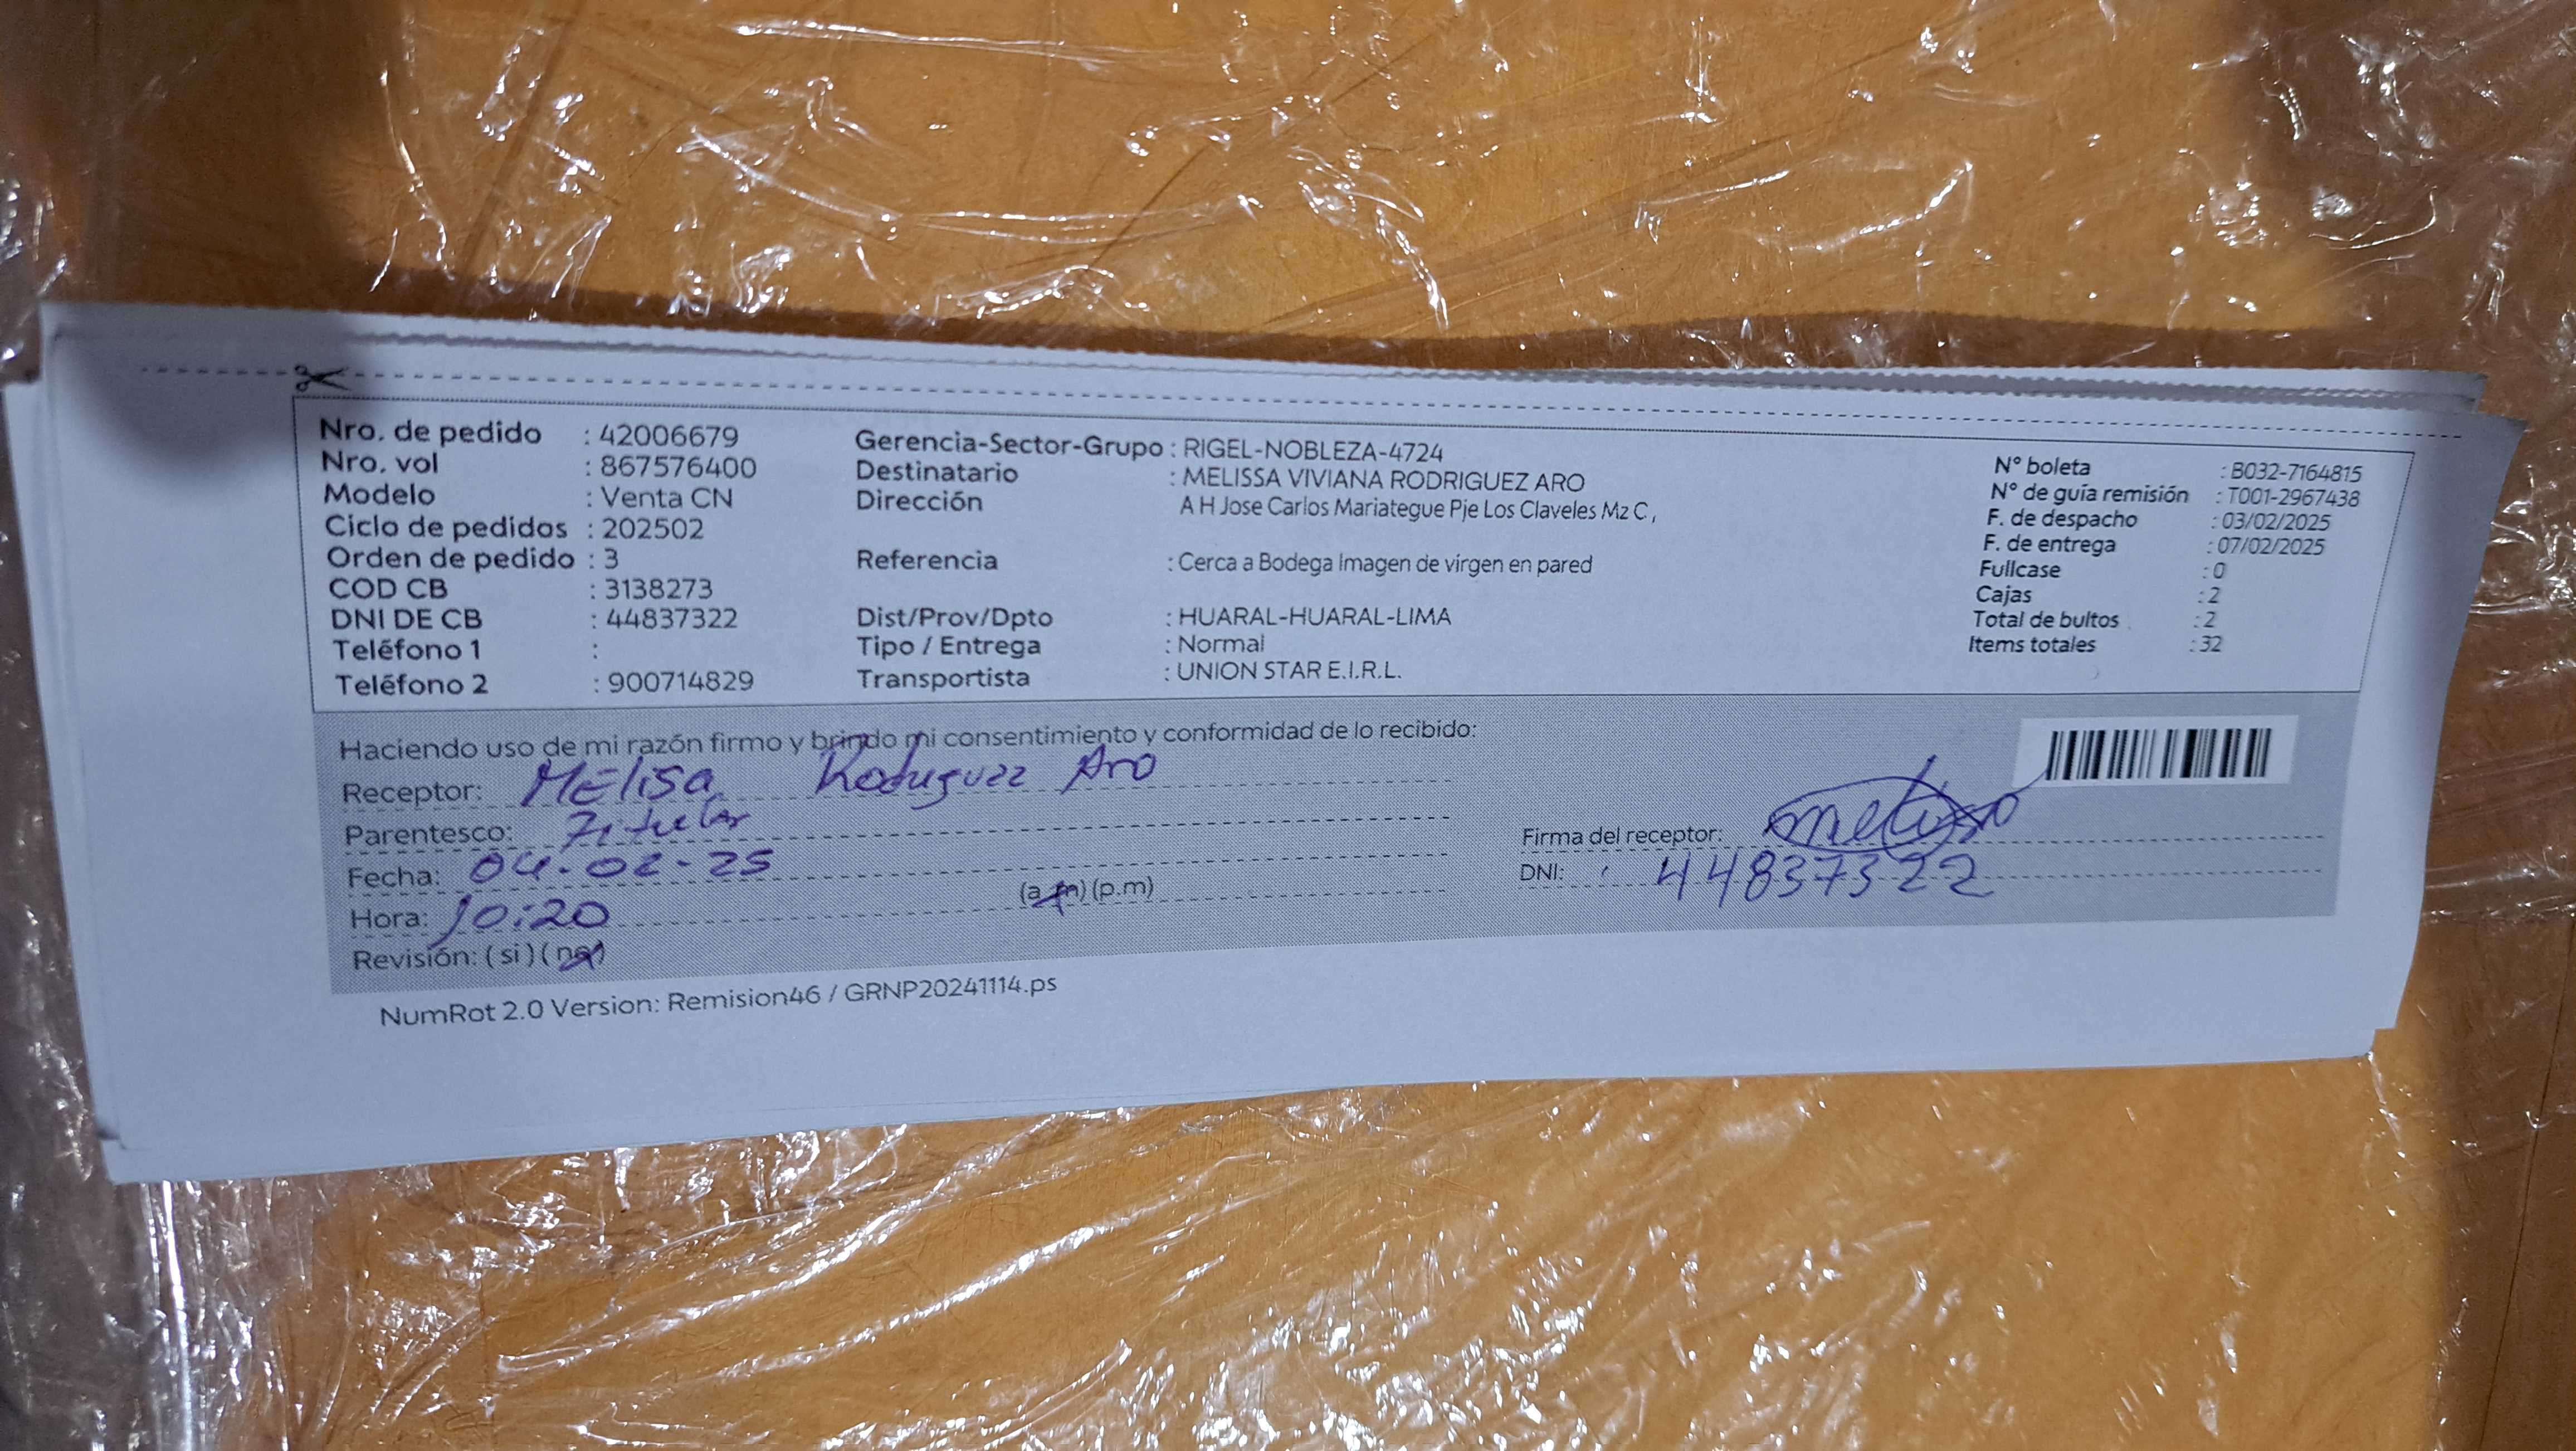 Nro. de pedido : 42006679
Nro. vol : 867576400
Modelo : Venta CN
Ciclo de pedidos : 202502
Orden de pedido : 3
COD CB : 3138273
DNI DE CB : 44837322
Teléfono 1 :
Teléfono 2 : 900714829
Gerencia-Sector-Grupo : RIGEL-NOBLEZA-4724
Destinatario : MELISSA VIVIANA RODRIGUEZ ARO
Dirección A H Jose Carlos Mariategue Pje Los Claveles Mz C ,
Referencia : Cerca a Bodega Imagen de virgen en pared
Dist/Prov/Dpto : HUARAL-HUARAL-LIMA
Tipo / Entrega : Normal
Transportista : UNION STAR E.I.R.L.
N° boleta : B032-7164815
N° de guía remisión : T001-2967438
F. de despacho : 03/02/2025
F. de entrega : 07/02/2025
Fullcase : 0
Cajas : 2
Total de bultos : 2
Items totales : 32
Haciendo uso de mi razón firmo y brindo mi consentimiento y conformidad de lo recibido:
Receptor: MElisa Rodriguez Aro
Parentesco: Titular
Fecha: 04-02-25
Hora: 10:20 (a.m) (p.m)
Revisión: ( si ) ( no )
Firma del receptor: melissa
DNI: 44837322
NumRot 2.0 Version: Remision46 / GRNP20241114.ps